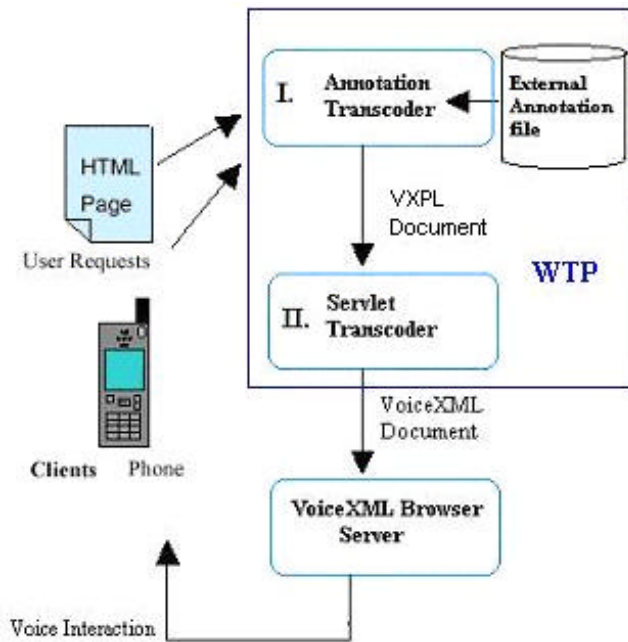 I. Annotation
Transcoder
External
Annotation
file
HTML
Page
User Requests
VXPL
Document
WTP
II. Servlet
Transcoder
VoiceXML
Document
Clients Phone
VoiceXML Browser
Server
Voice Interaction